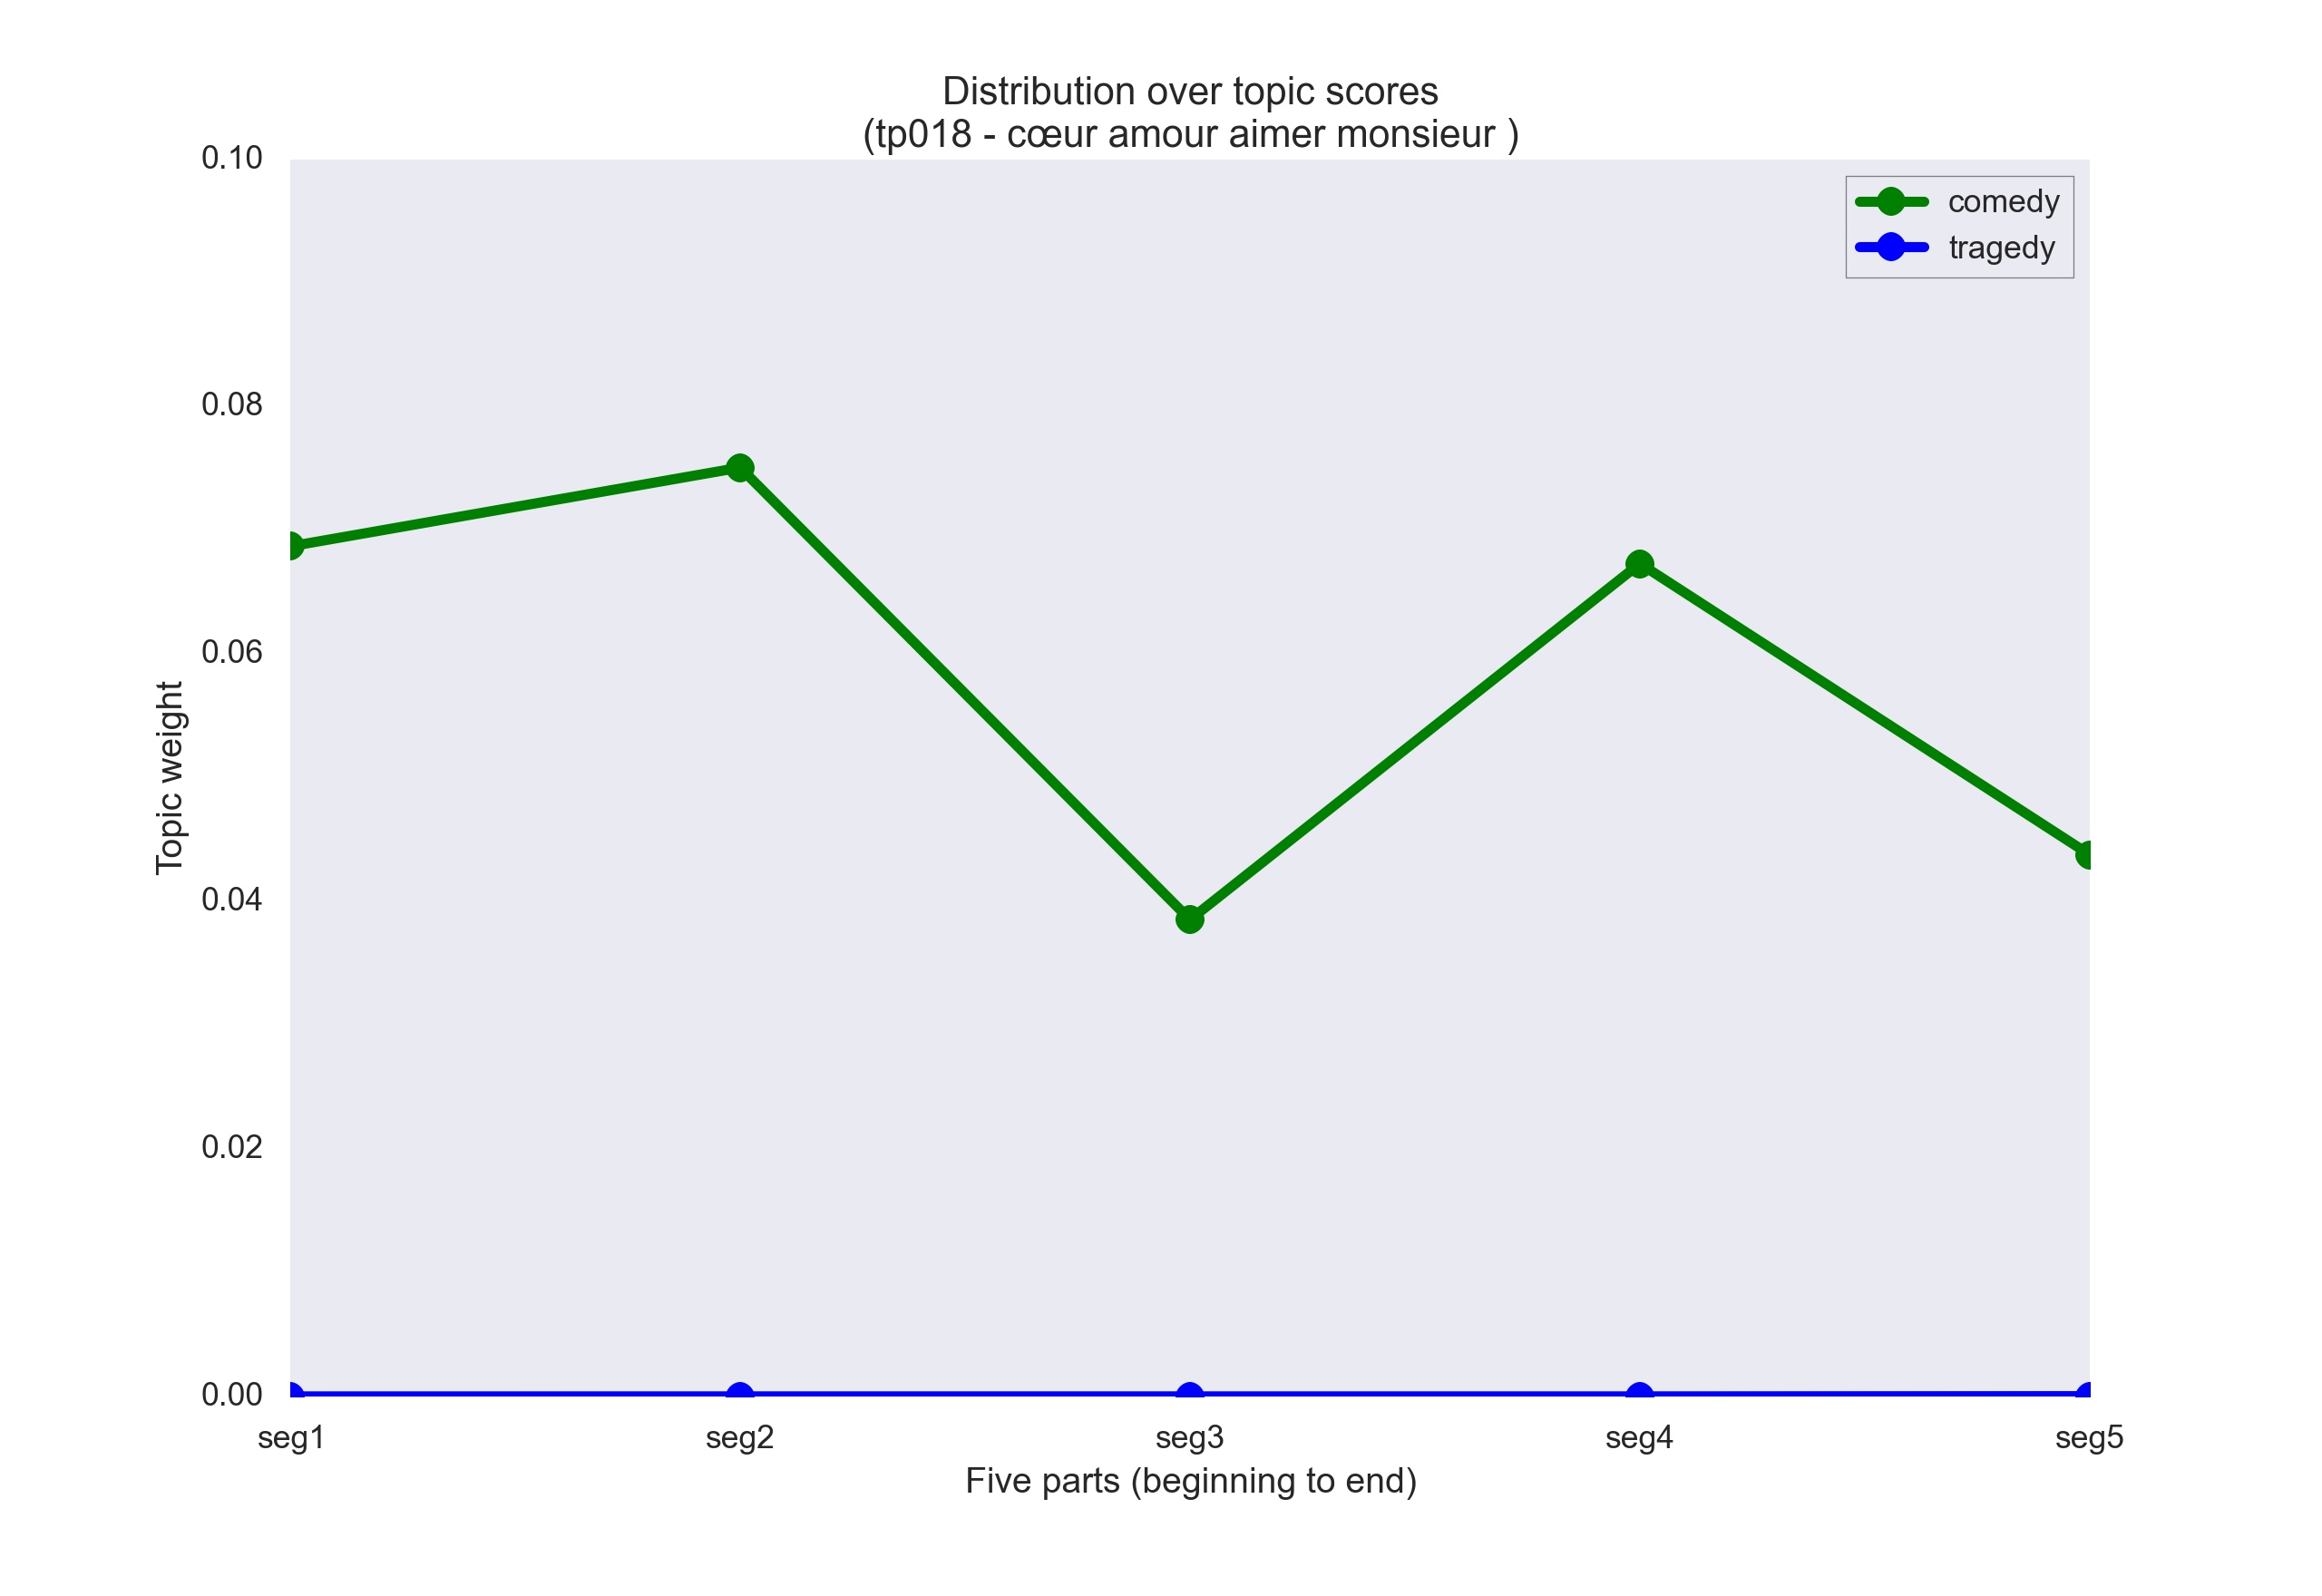 Distribution over topic scores
(tp018 - cœur amour aimer monsieur )
comedy
tragedy
Topic weight
0.10
0.08
0.06
0.04
0.02
0.00
seg1 seg2 seg3 seg4 seg5
Five parts (beginning to end)